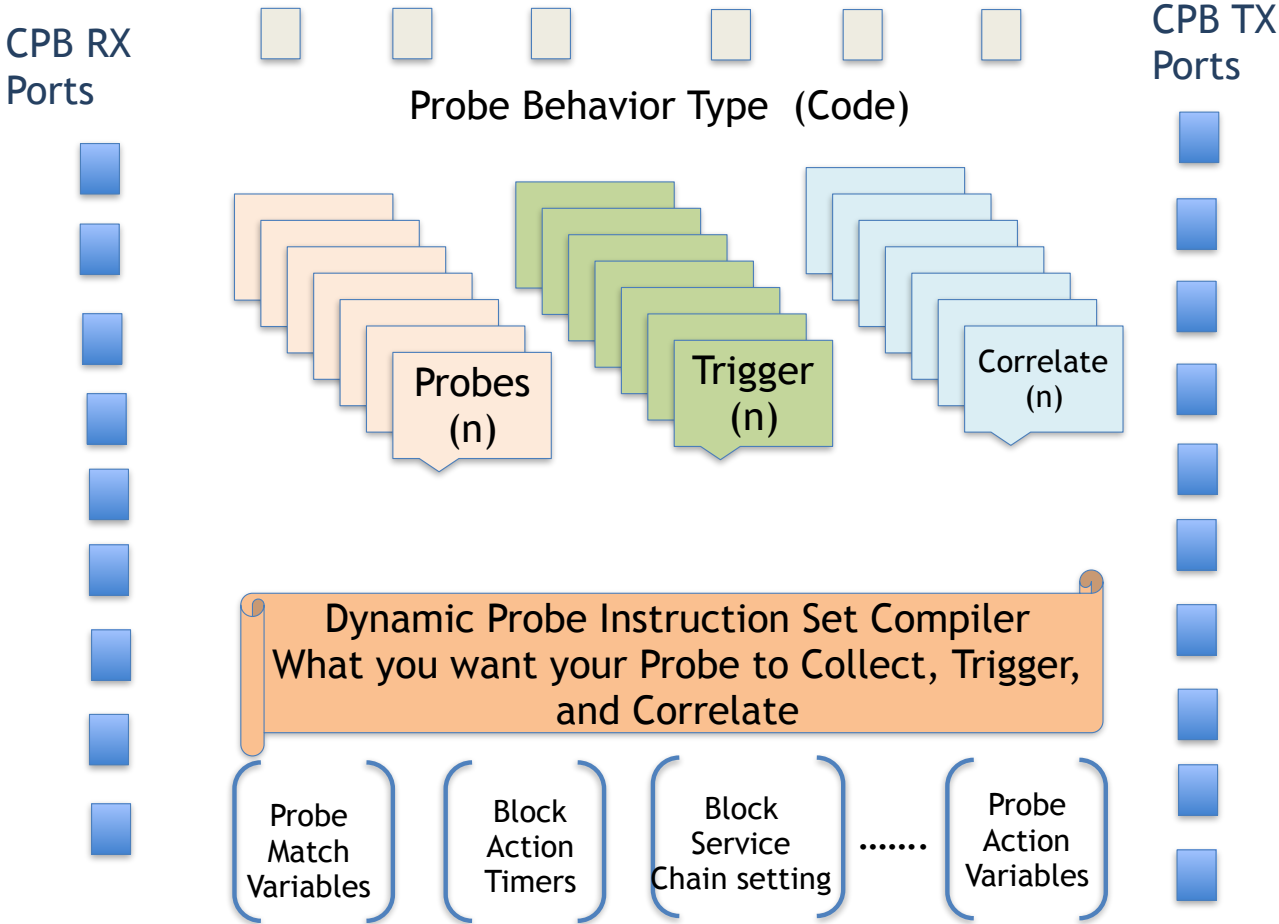 CPB RX
Ports
CPB TX
Ports
Probe Behavior Type (Code)
Probes
(n)
Trigger
(n)
Correlate
(n)
Dynamic Probe Instruction Set Compiler
What you want your Probe to Collect, Trigger,
and Correlate
Probe
Match
Variables
Block
Action
Timers
Block
Service
Chain setting
.......
Probe
Action
Variables